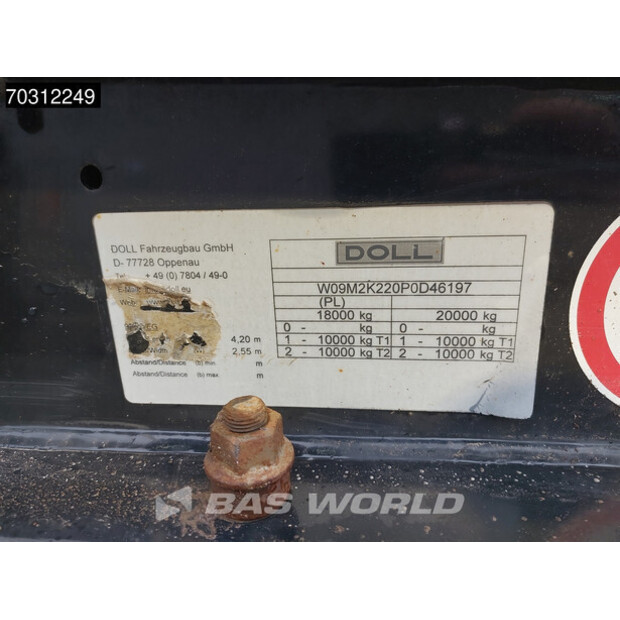 70312249
DOLL Fahrzeugbau GmbH
D- 77728 Oppenau
+ 49 (0) 7804 / 49-0
4,20 m
2,55 m
Abstand/Distance (b) min m
Abstand/Distance (b) max m
DOLL
W09M2K220P0D46197
(PL)
18000 kg 20000 kg
0 - kg 0 - kg
1 - 10000 kg T1 1 - 10000 kg T1
2 - 10000 kg T2 2 - 10000 kg T2
BAS WORLD